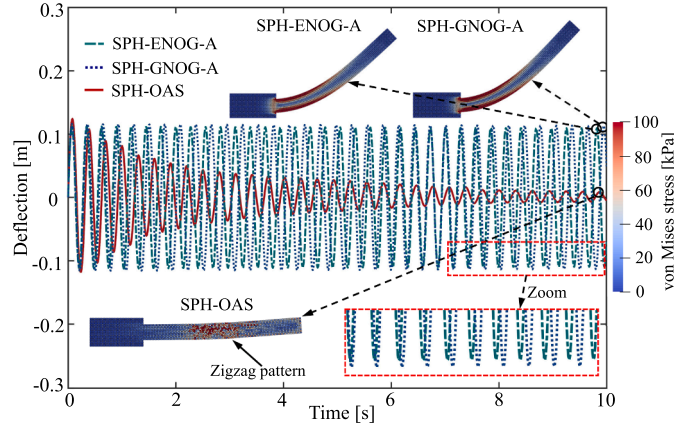 0.3
0.2
0.1
0
-0.1
-0.2
-0.3
Deflection [m]
SPH-ENOG-A
SPH-GNOG-A
SPH-OAS
SPH-ENOG-A
SPH-GNOG-A
SPH-OAS
Zigzag pattern
Zoom
0
2
4
6
8
10
Time [s]
100
80
60
40
20
0
von Mises stress [kPa]